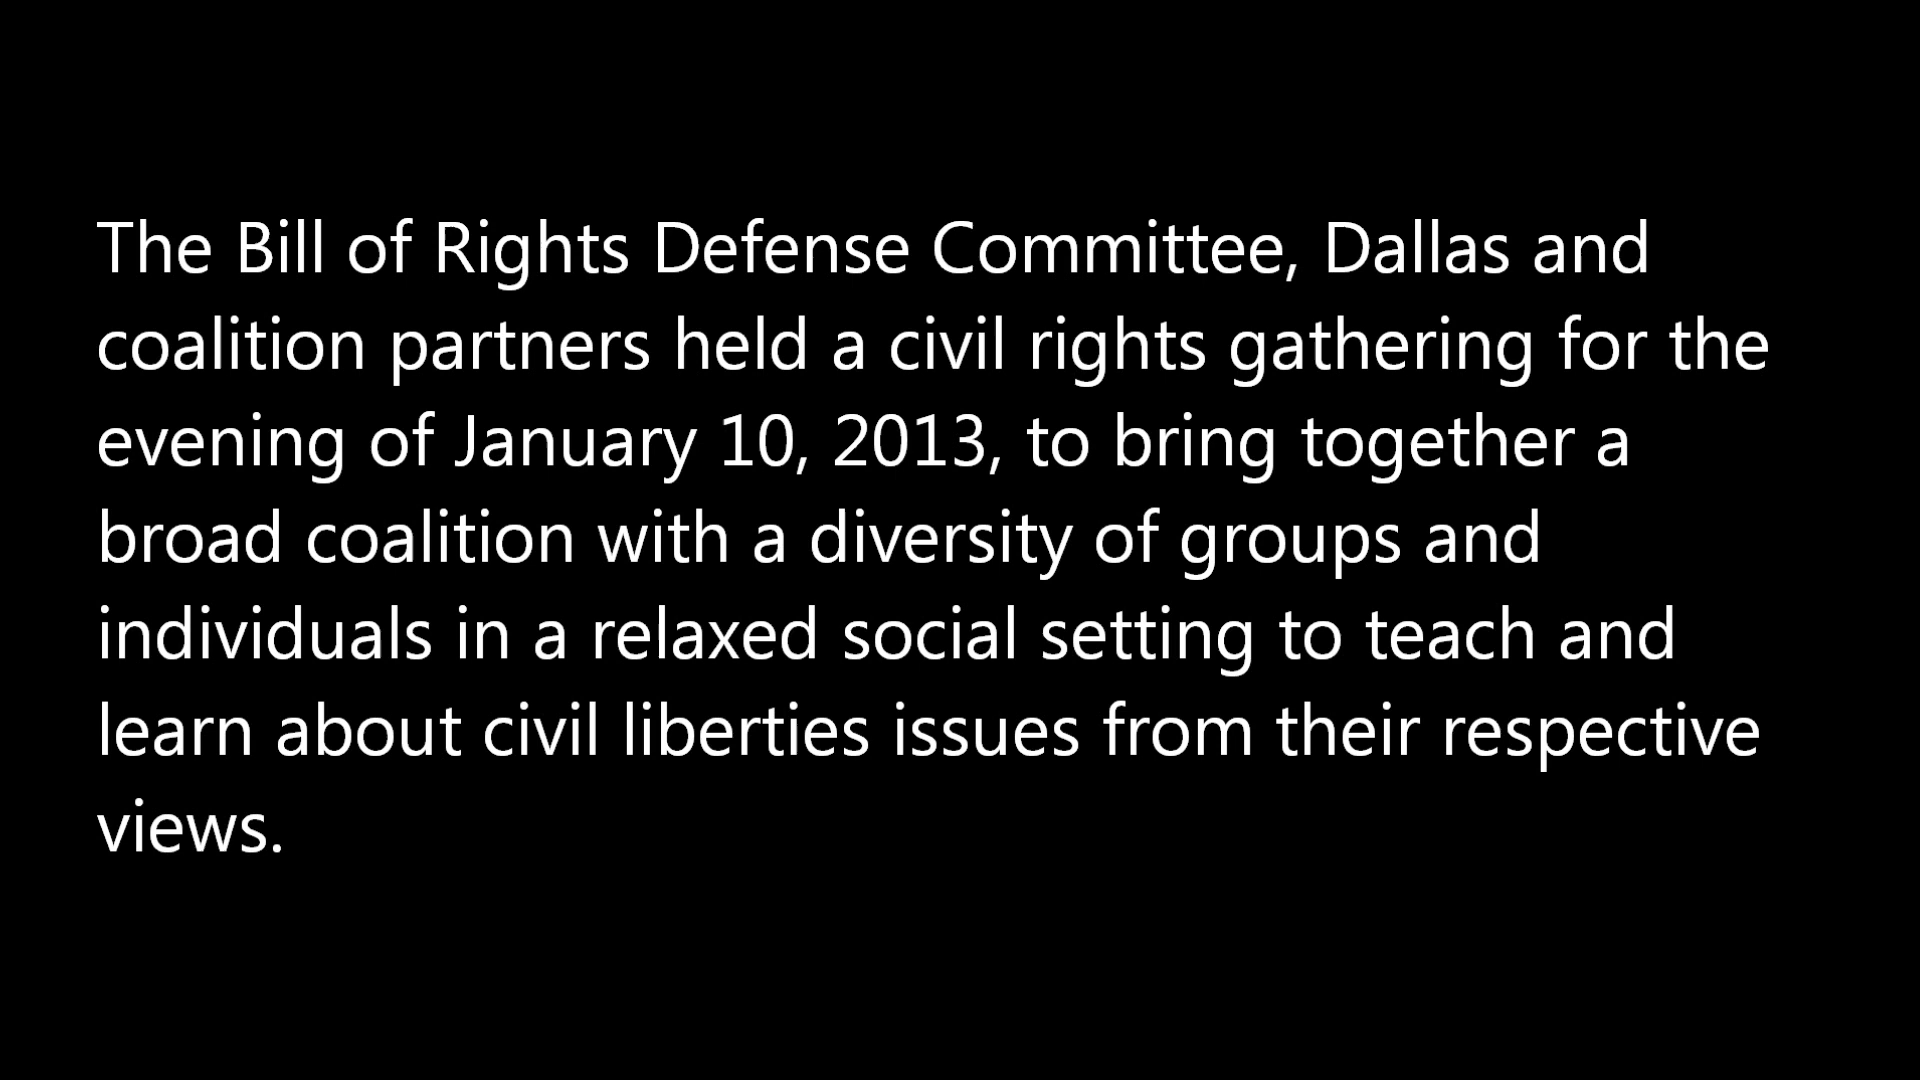 The Bill of Rights Defense Committee, Dallas and
coalition partners held a civil rights gathering for the
evening of January 10, 2013, to bring together a
broad coalition with a diversity of groups and
individuals in a relaxed social setting to teach and
learn about civil liberties issues from their respective
views.